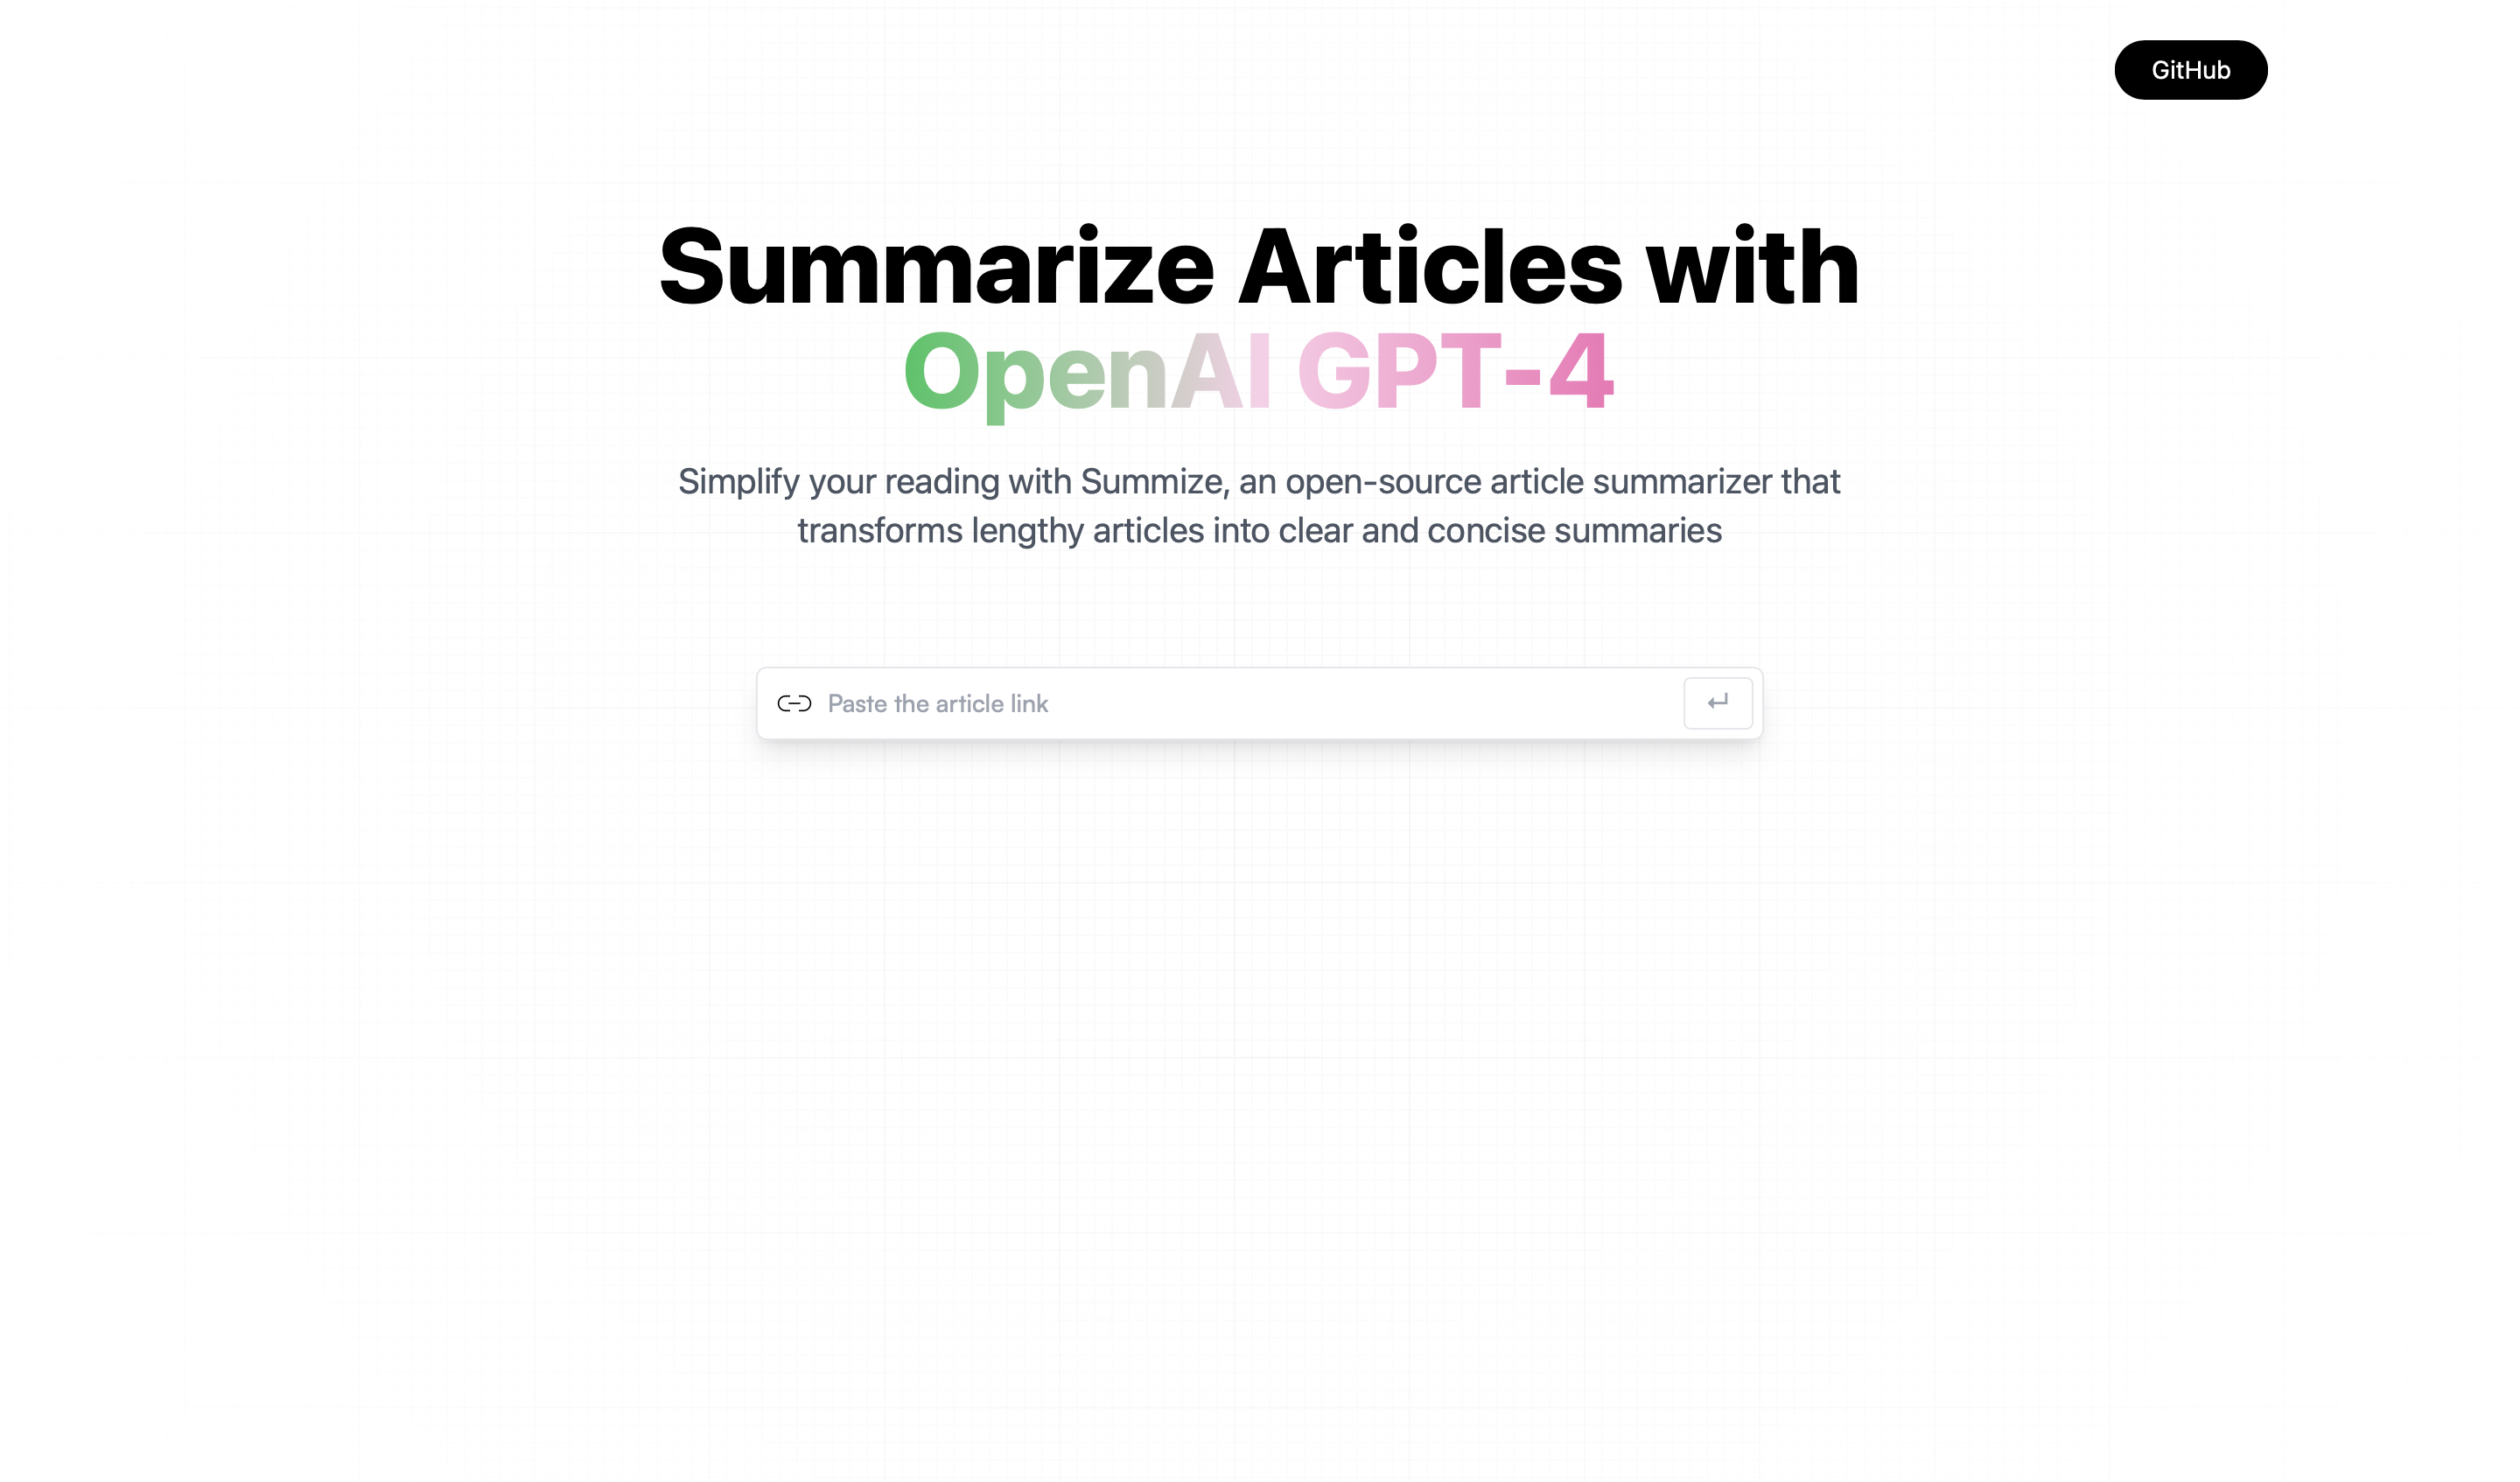 GitHub
Summarize Articles with
OpenAI GPT-4
Simplify your reading with Summize, an open-source article summarizer that
transforms lengthy articles into clear and concise summaries
Paste the article link